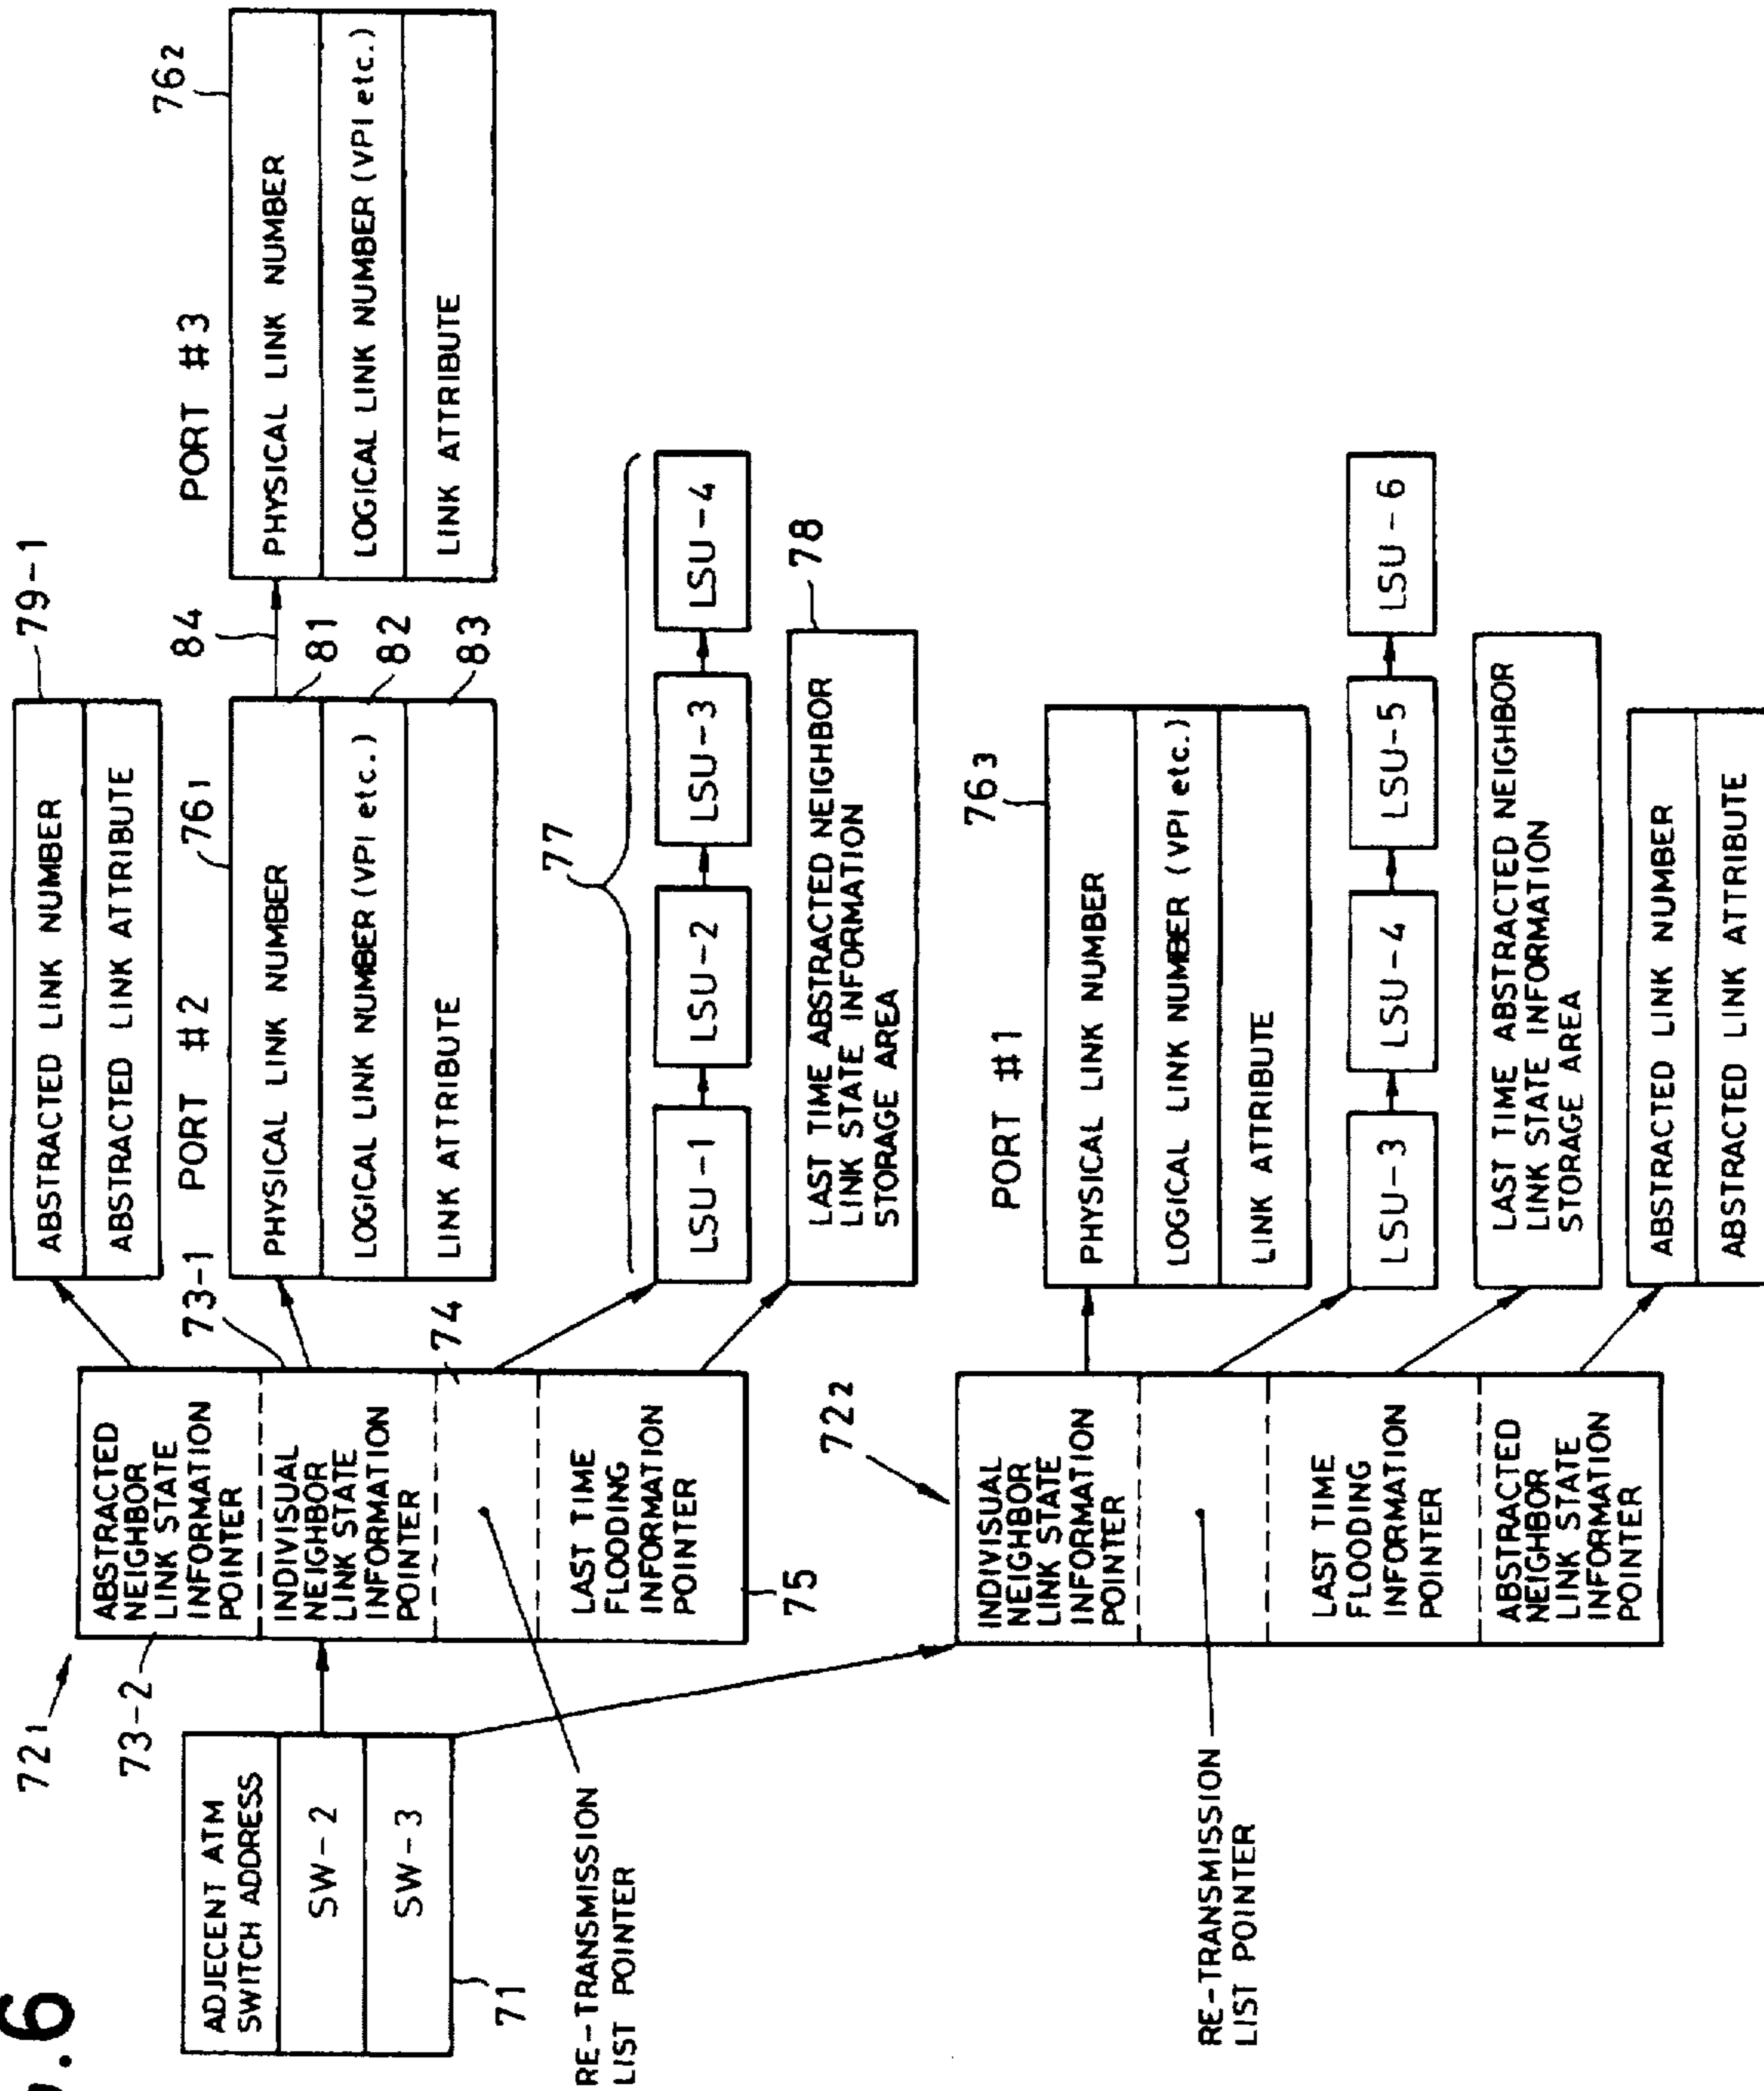 .6
72₁
73-2
ADJECENT ATM
SWITCH ADDRESS
SW-2
SW-3
71
RE-TRANSMISSION
LIST POINTER
ABSTRACTED
NEIGHBOR
LINK STATE
INFORMATION
POINTER
INDIVISUAL
NEIGHBOR
LINK STATE
INFORMATION
POINTER
LAST TIME
FLOODING
INFORMATION
POINTER
73-1
74
75
79-1
ABSTRACTED LINK NUMBER
ABSTRACTED LINK ATTRIBUTE
PORT #2
76₁
PHYSICAL LINK NUMBER
LOGICAL LINK NUMBER (VPI etc.)
LINK ATTRIBUTE
84
81
82
83
PORT #3
76₂
PHYSICAL LINK NUMBER
LOGICAL LINK NUMBER (VPI etc.)
LINK ATTRIBUTE
77
LSU-1
LSU-2
LSU-3
LSU-4
LAST TIME ABSTRACTED NEIGHBOR
LINK STATE INFORMATION
STORAGE AREA
78
72₂
RE-TRANSMISSION
LIST POINTER
INDIVISUAL
NEIGHBOR
LINK STATE
INFORMATION
POINTER
LAST TIME
FLOODING
INFORMATION
POINTER
ABSTRACTED
NEIGHBOR
LINK STATE
INFORMATION
POINTER
PORT #1
76₃
PHYSICAL LINK NUMBER
LOGICAL LINK NUMBER (VPI etc.)
LINK ATTRIBUTE
LSU-3
LSU-4
LSU-5
LSU-6
LAST TIME ABSTRACTED NEIGHBOR
LINK STATE INFORMATION
STORAGE AREA
ABSTRACTED LINK NUMBER
ABSTRACTED LINK ATTRIBUTE